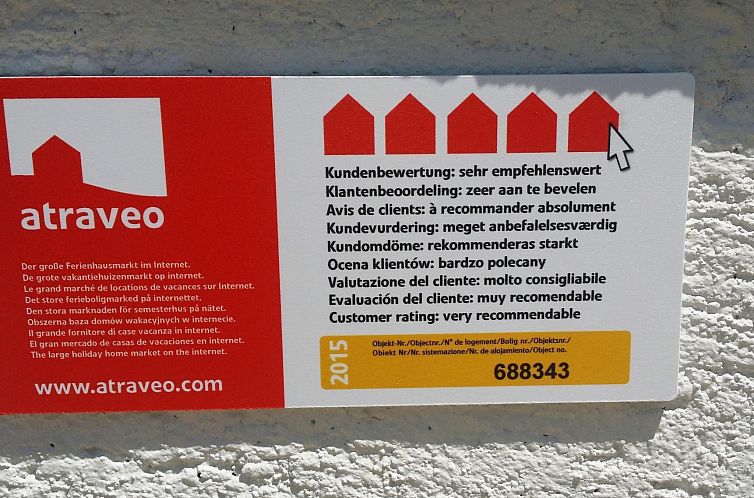 atraveo
Der große Ferienhausmarkt im Internet.
De grote vakantiehuizenmarkt op internet.
Le grand marché de locations de vacances sur Internet.
Det store ferieboligmarked på internettet.
Den stora marknaden för semesterhus på nätet.
Obszerna baza domów wakacyjnych w internecie.
Il grande fornitore di case vacanza in internet.
El gran mercado de casas de vacaciones en internet.
The large holiday home market on the internet.
www.atraveo.com
Kundenbewertung: sehr empfehlenswert
Klantenbeoordeling: zeer aan te bevelen
Avis de clients: à recommander absolument
Kundevurdering: meget anbefalelsesværdig
Kundomdöme: rekommenderas starkt
Ocena klientów: bardzo polecany
Valutazione del cliente: molto consigliabile
Evaluación del cliente: muy recomendable
Customer rating: very recommendable
2015
Objekt-Nr./Objectnr./N° de logement/Bolig nr./Objektsnr./
Obiekt Nr/Nr. sistemazione/Nr. de alojamiento/Object no.
688343